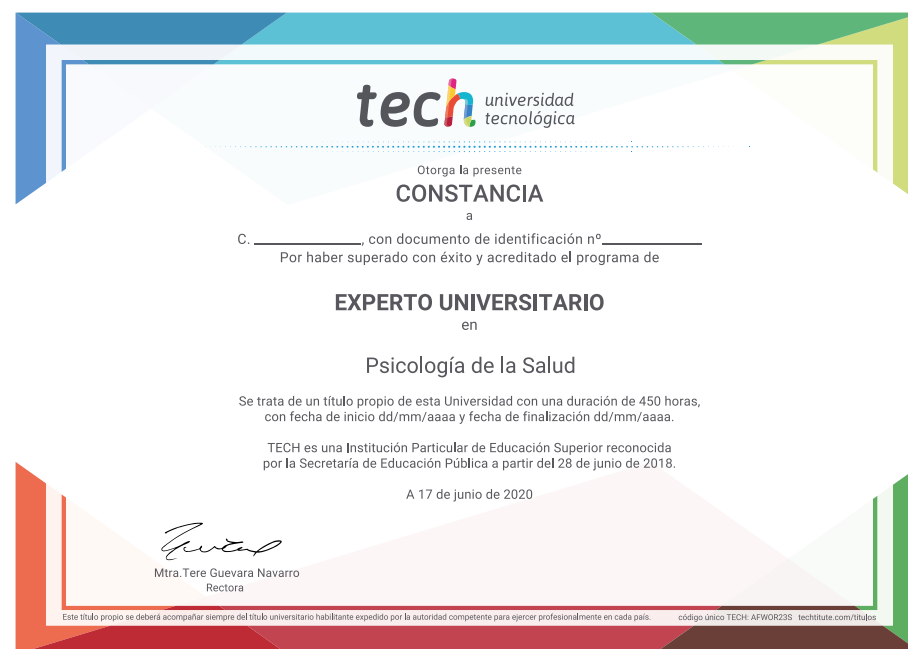 tech universidad
tecnológica
Otorga la presente
CONSTANCIA
a
C. ____________, con documento de identificación nº____________
Por haber superado con éxito y acreditado el programa de
EXPERTO UNIVERSITARIO
en
Psicología de la Salud
Se trata de un título propio de esta Universidad con una duración de 450 horas,
con fecha de inicio dd/mm/aaaa y fecha de finalización dd/mm/aaaa.
TECH es una Institución Particular de Educación Superior reconocida
por la Secretaría de Educación Pública a partir del 28 de junio de 2018.
A 17 de junio de 2020
Mtra.Tere Guevara Navarro
Rectora
Este título propio se deberá acompañar siempre del título universitario habilitante expedido por la autoridad competente para ejercer profesionalmente en cada país. código único TECH: AFWOR23S techtitute.com/titulos